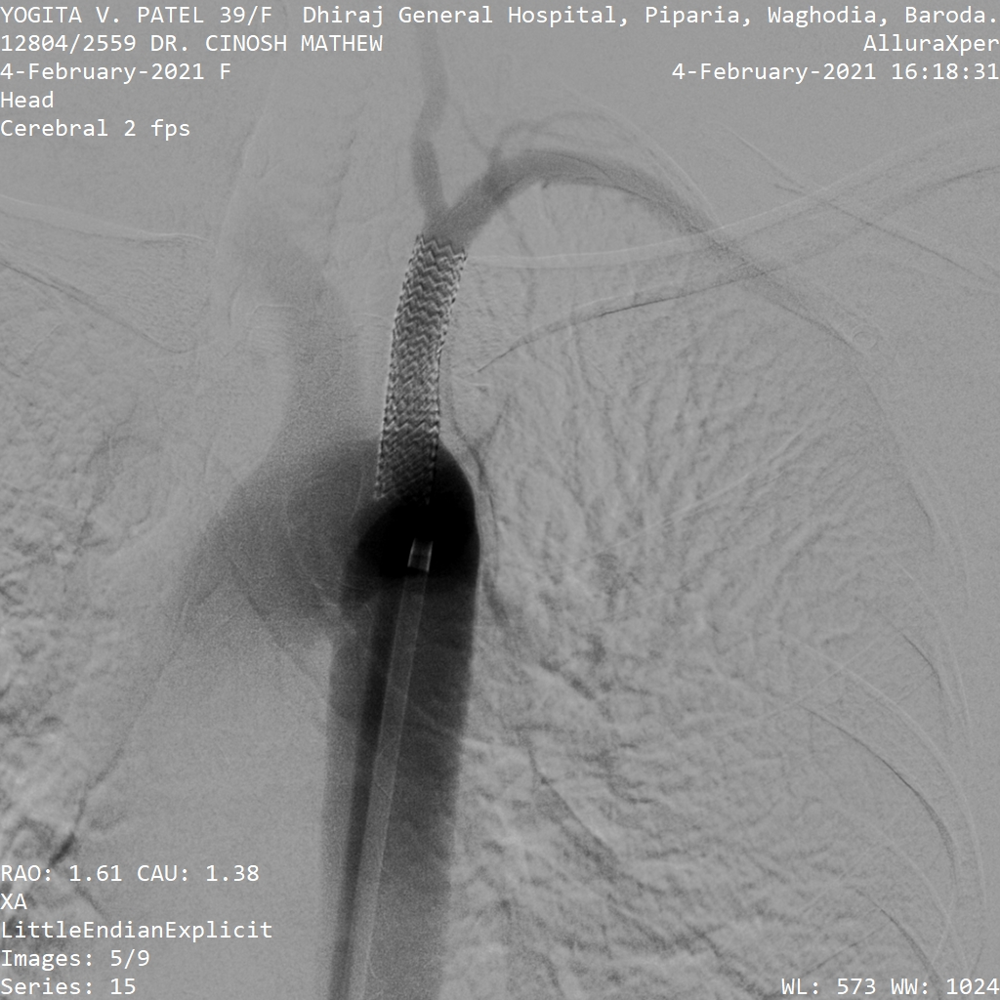 YOGITA V. PATEL 39/F  Dhiraj General Hospital, Piparia, Waghodia, Baroda.
12804/2559 DR. CINOSH MATHEW
AlluraXper
4-February-2021 F
4-February-2021 16:18:31
Head
Cerebral 2 fps
RAO: 1.61 CAU: 1.38
XA
LittleEndianExplicit
Images: 5/9
Series: 15
WL: 573 WW: 1024